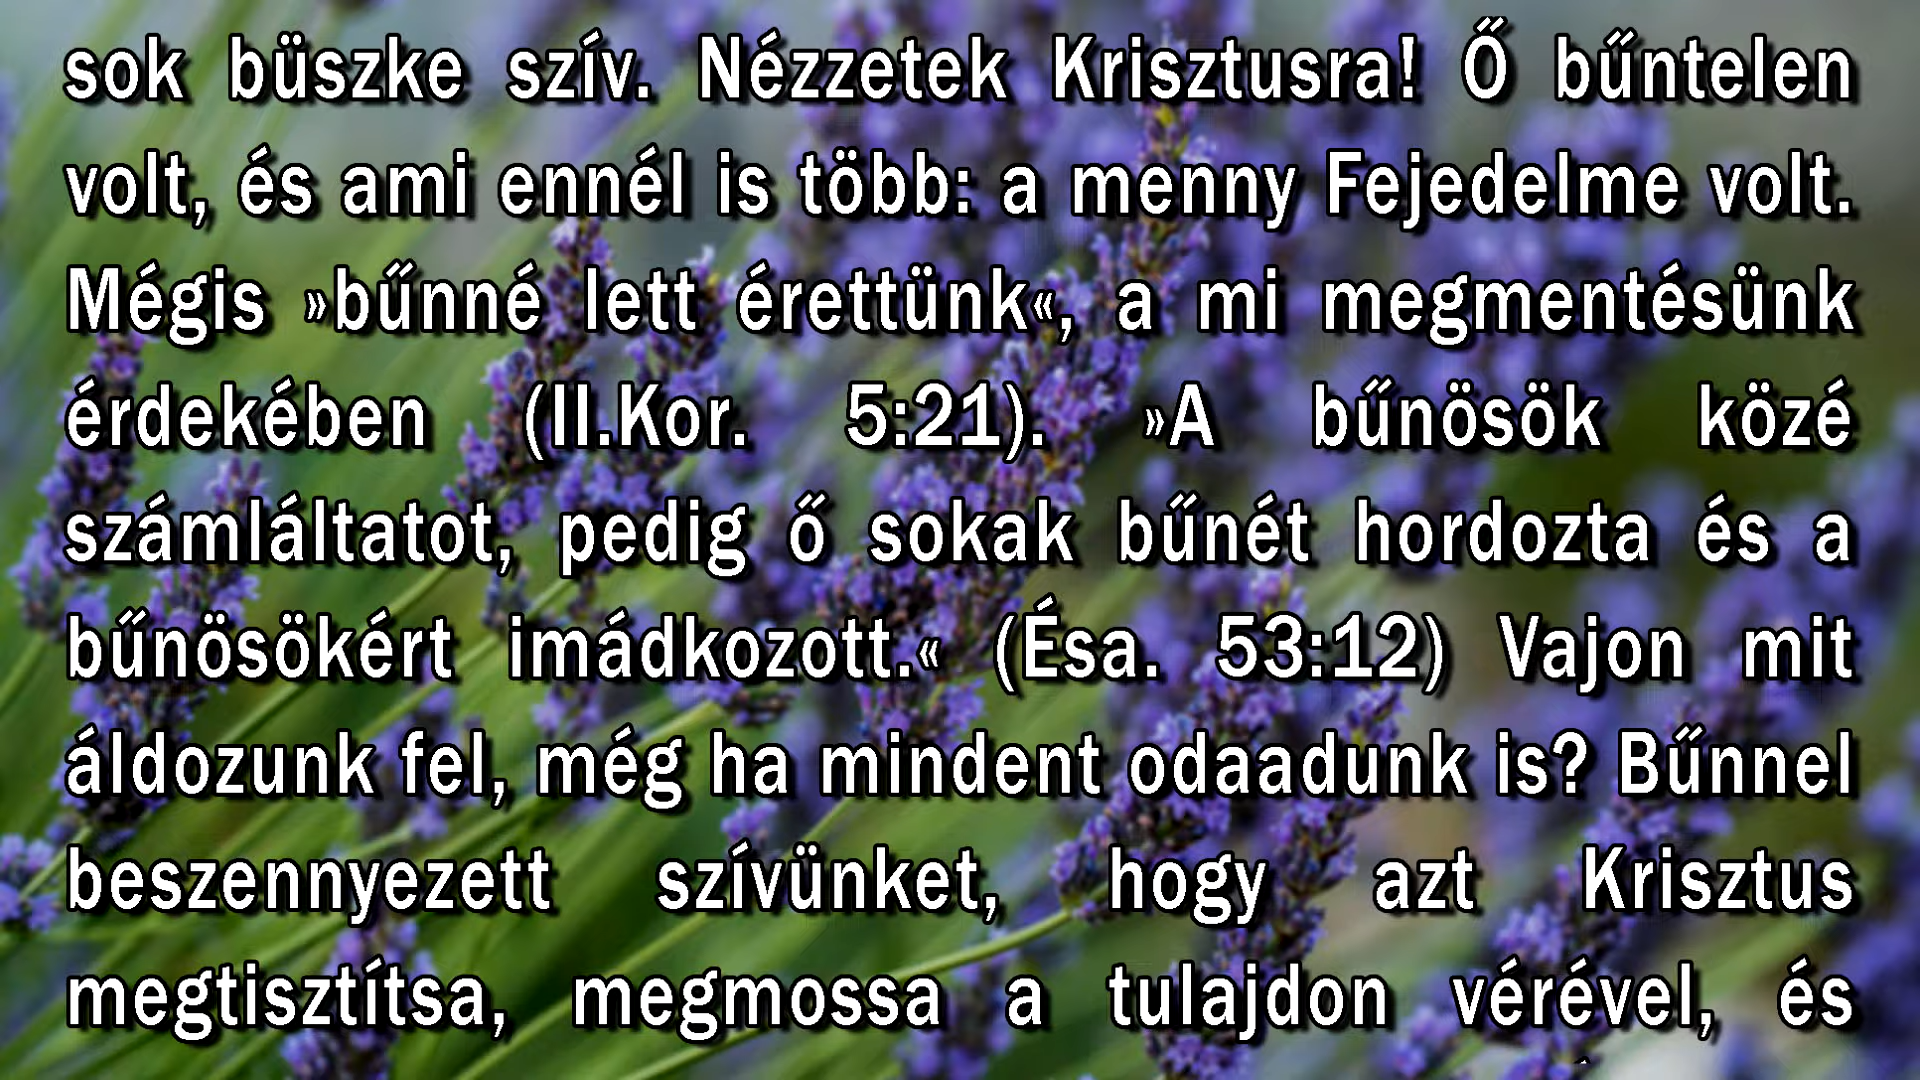 sok büszke szív. Nézzetek Krisztusra! Ő bűntelen
volt, és ami ennél is több: a menny Fejedelme volt.
Mégis »bűnné lett érettünk«, a mi megmentésünk
érdekében (II.Kor. 5:21). »A bűnösök közé
számláltatot, pedig ő sokak bűnét hordozta és a
bűnösökért imádkozott.« (Ésa. 53:12) Vajon mit
áldozunk fel, még ha mindent odaadunk is? Bűnnel
beszennyezett szívünket, hogy azt Krisztus
megtisztítsa, megmossa a tulajdon vérével, és